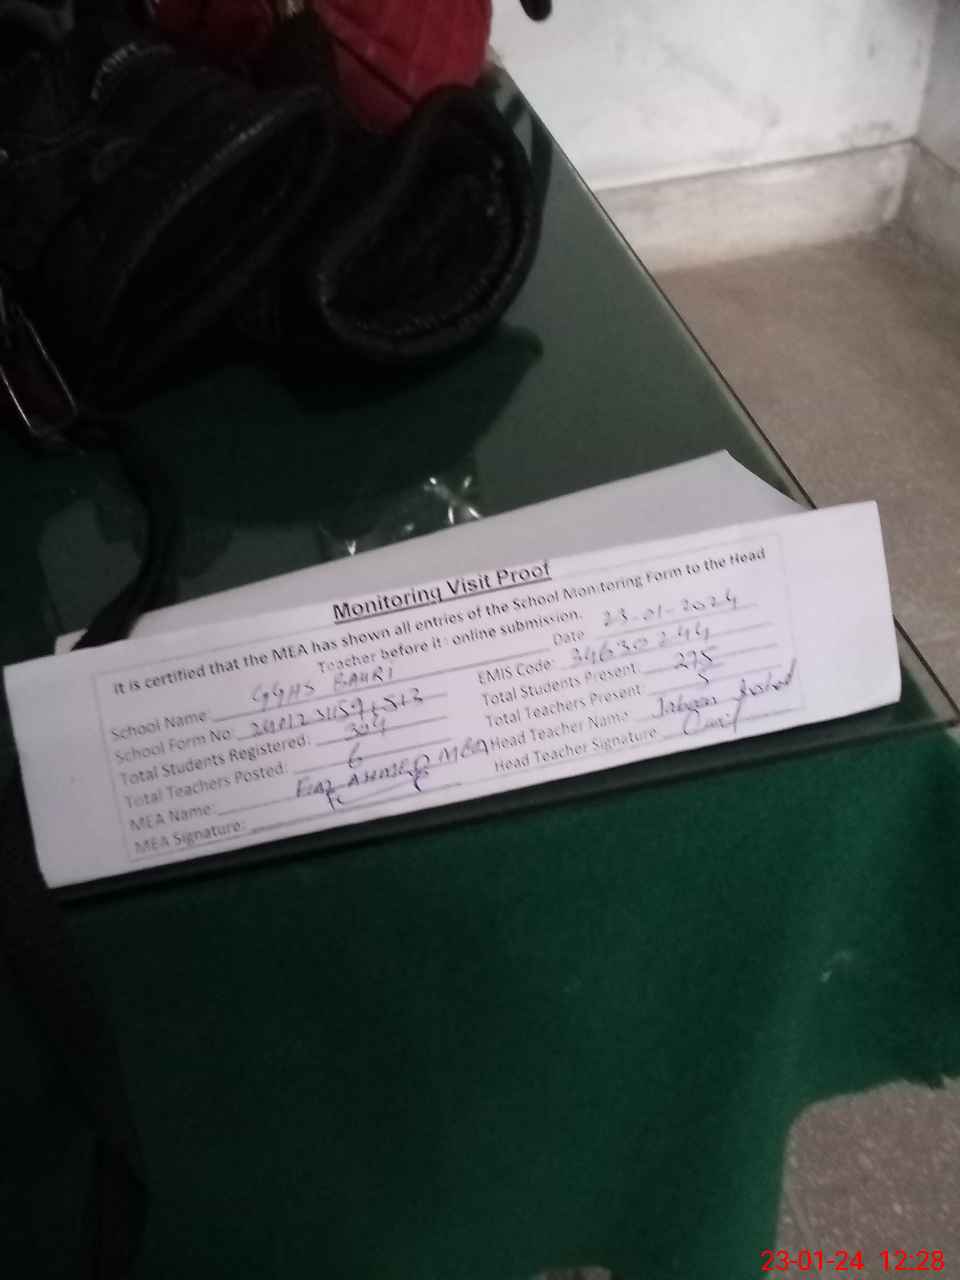 Monitoring Visit Proof
It is certified that the MEA has shown all entries of the School Monitoring Form to the Head
Teacher before it's online submission.
School Name: GGHS BAHRI Date 23-01-2024
School Form No EMIS Code: 34630244
Total Students Registered: 304 Total Students Present: 275
Total Teachers Posted: 6 Total Teachers Present: 5
MEA Name: AHMED MEA Head Teacher Name
MEA Signature: Head Teacher Signature
23-01-24 12:28